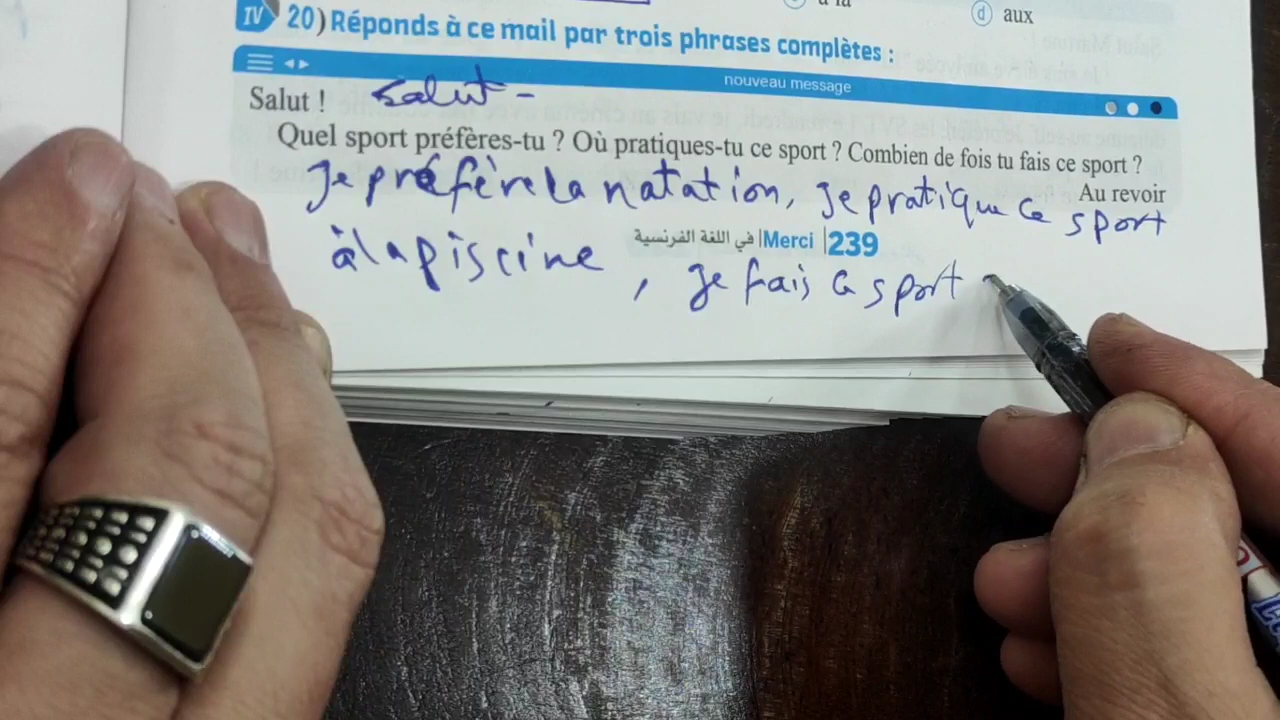 à la
d aux
IV 20) Réponds à ce mail par trois phrases complètes :
nouveau message
Salut ! Salut -
Quel sport préfères-tu ? Où pratiques-tu ce sport ? Combien de fois tu fais ce sport ?
Au revoir
Je préfère la natation, Je pratique ce sport
à la piscine, Je fais ce sport
في اللغة الفرنسية | Merci | 239